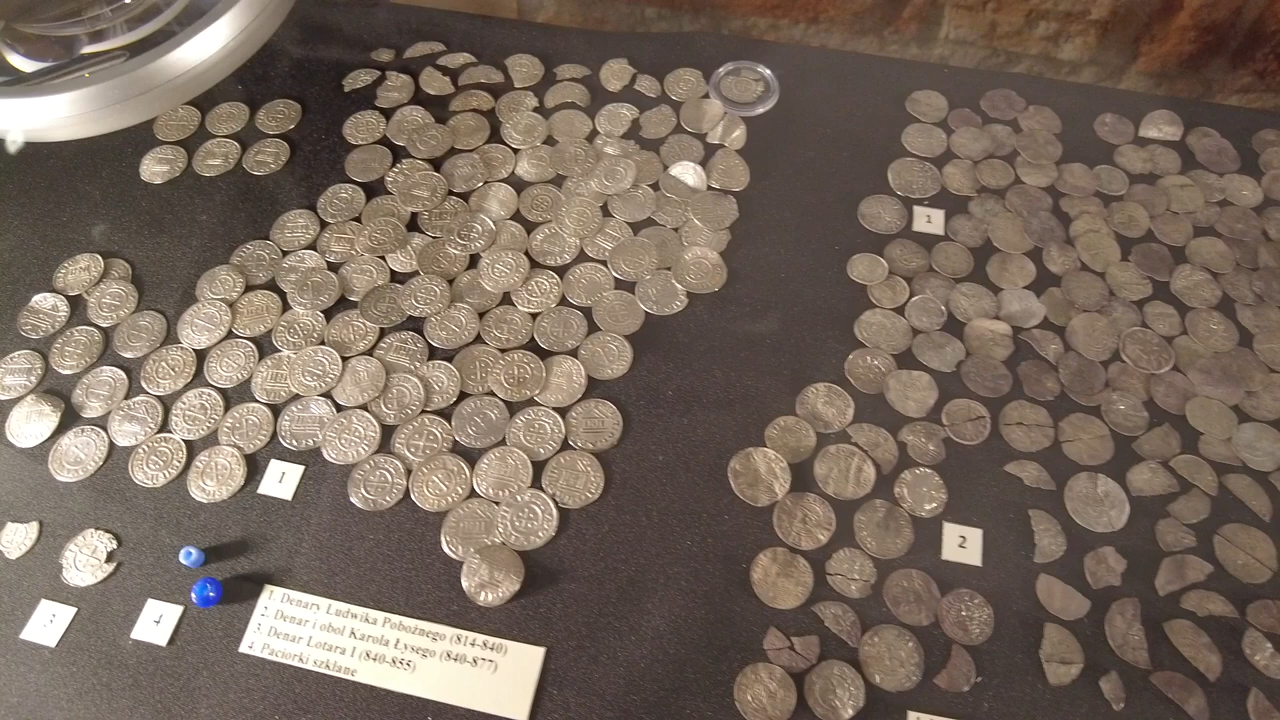 1
1
2
3
4
1. Denary Ludwika Pobożnego (814-840)
2. Denar i obol Karola Łysego (840-877)
3. Denar Lotara I (840-855)
4. Paciorki szklane